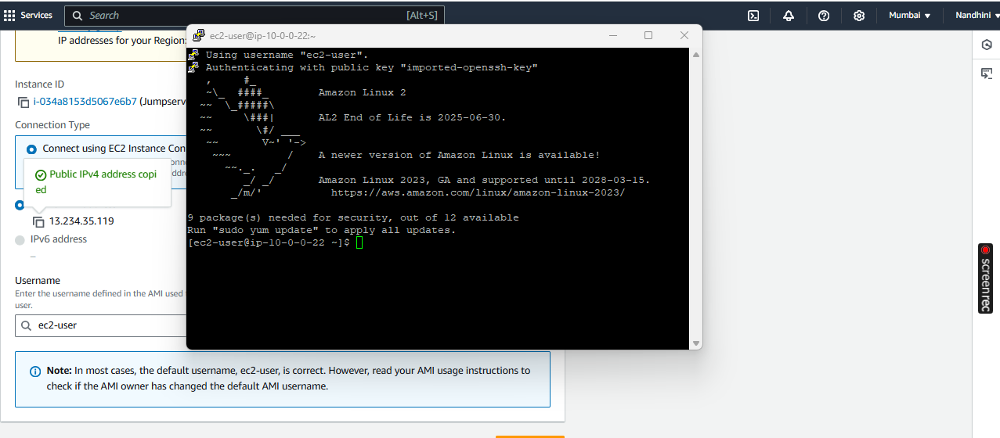 Services
Search
[Alt+S]
Mumbai
Nandhini
IP addresses for your Region:
Instance ID
i-034a8153d5067e6b7 (Jumpserv
Connection Type
Connect using EC2 Instance Con
Public IPv4 address copi
ed
13.234.35.119
IPv6 address
–
Username
Enter the username defined in the AMI used
user.
ec2-user
Note: In most cases, the default username, ec2-user, is correct. However, read your AMI usage instructions to
check if the AMI owner has changed the default AMI username.
ec2-user@ip-10-0-0-22:~
Using username "ec2-user".
Authenticating with public key "imported-openssh-key"
   ,     #_
   ~\_  ####_        Amazon Linux 2
  ~~  \_#####\
  ~~     \###|       AL2 End of Life is 2025-06-30.
  ~~       \#/ ___
   ~~       V~' '->
    ~~~         /    A newer version of Amazon Linux is available!
      ~~._.   _/
         _/ _/       Amazon Linux 2023, GA and supported until 2028-03-15.
       _/m/'           https://aws.amazon.com/linux/amazon-linux-2023/
9 package(s) needed for security, out of 12 available
Run "sudo yum update" to apply all updates.
[ec2-user@ip-10-0-0-22 ~]$
screenrec